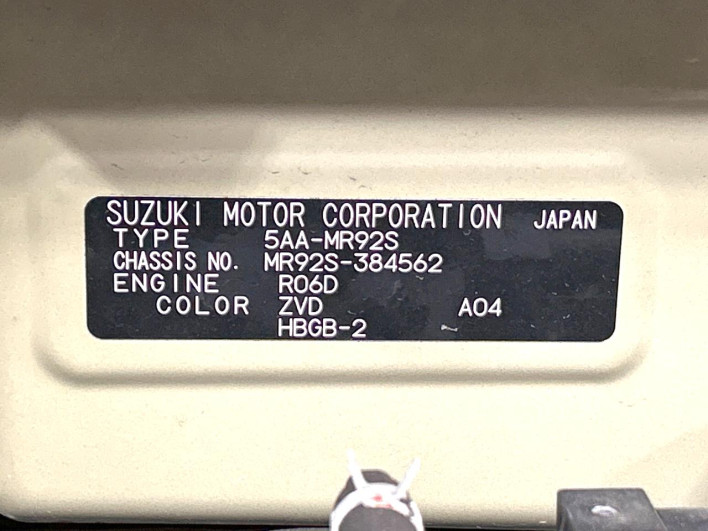 SUZUKI MOTOR CORPORATION JAPAN
TYPE 5AA-MR92S
CHASSIS NO. MR92S-384562
ENGINE R06D
COLOR ZVD A04
HBGB-2